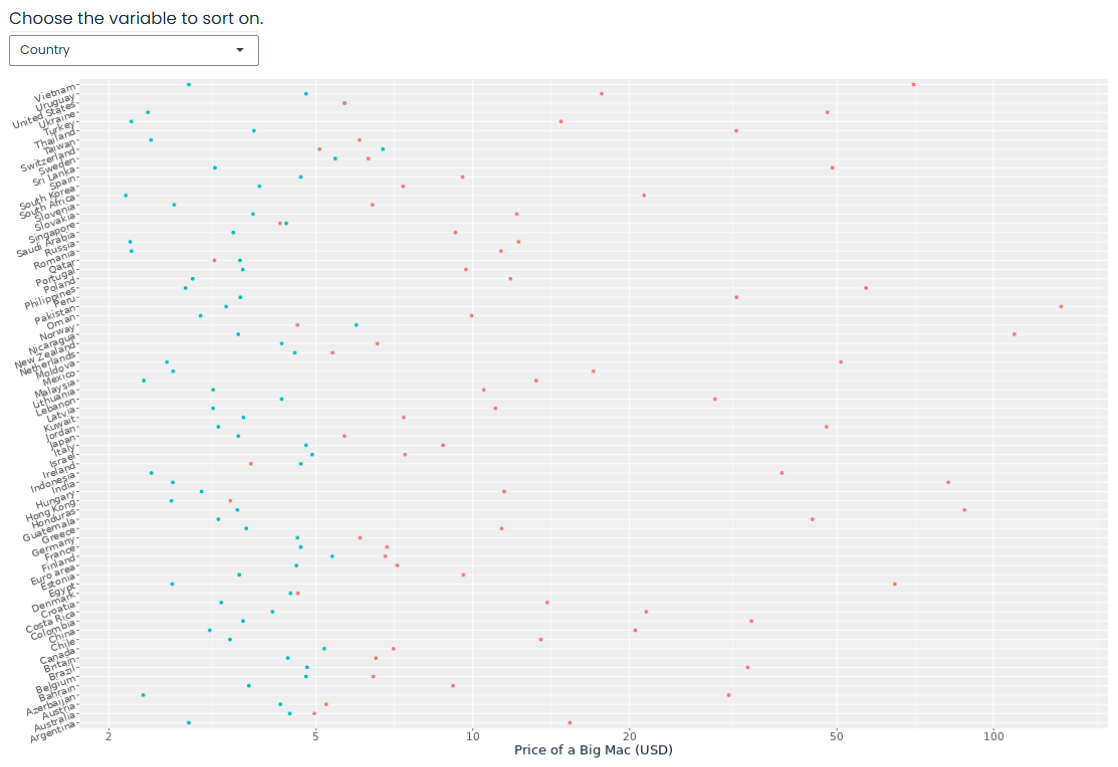 Choose the variable to sort on.
Country
Vietnam
Uruguay
United States
Ukraine
Turkey
Thailand
Taiwan
Switzerland
Sweden
Sri Lanka
Spain
South Korea
South Africa
Slovenia
Slovakia
Singapore
Saudi Arabia
Russia
Romania
Qatar
Portugal
Poland
Philippines
Peru
Pakistan
Oman
Norway
Nicaragua
New Zealand
Netherlands
Moldova
Mexico
Malaysia
Lithuania
Lebanon
Latvia
Kuwait
Jordan
Japan
Italy
Israel
Ireland
Indonesia
India
Hungary
Hong Kong
Honduras
Guatemala
Greece
Germany
France
Finland
Euro area
Estonia
Egypt
Denmark
Croatia
Costa Rica
Colombia
China
Chile
Canada
Britain
Brazil
Belgium
Bahrain
Azerbaijan
Austria
Australia
Argentina
2 5 10 20 50 100
Price of a Big Mac (USD)